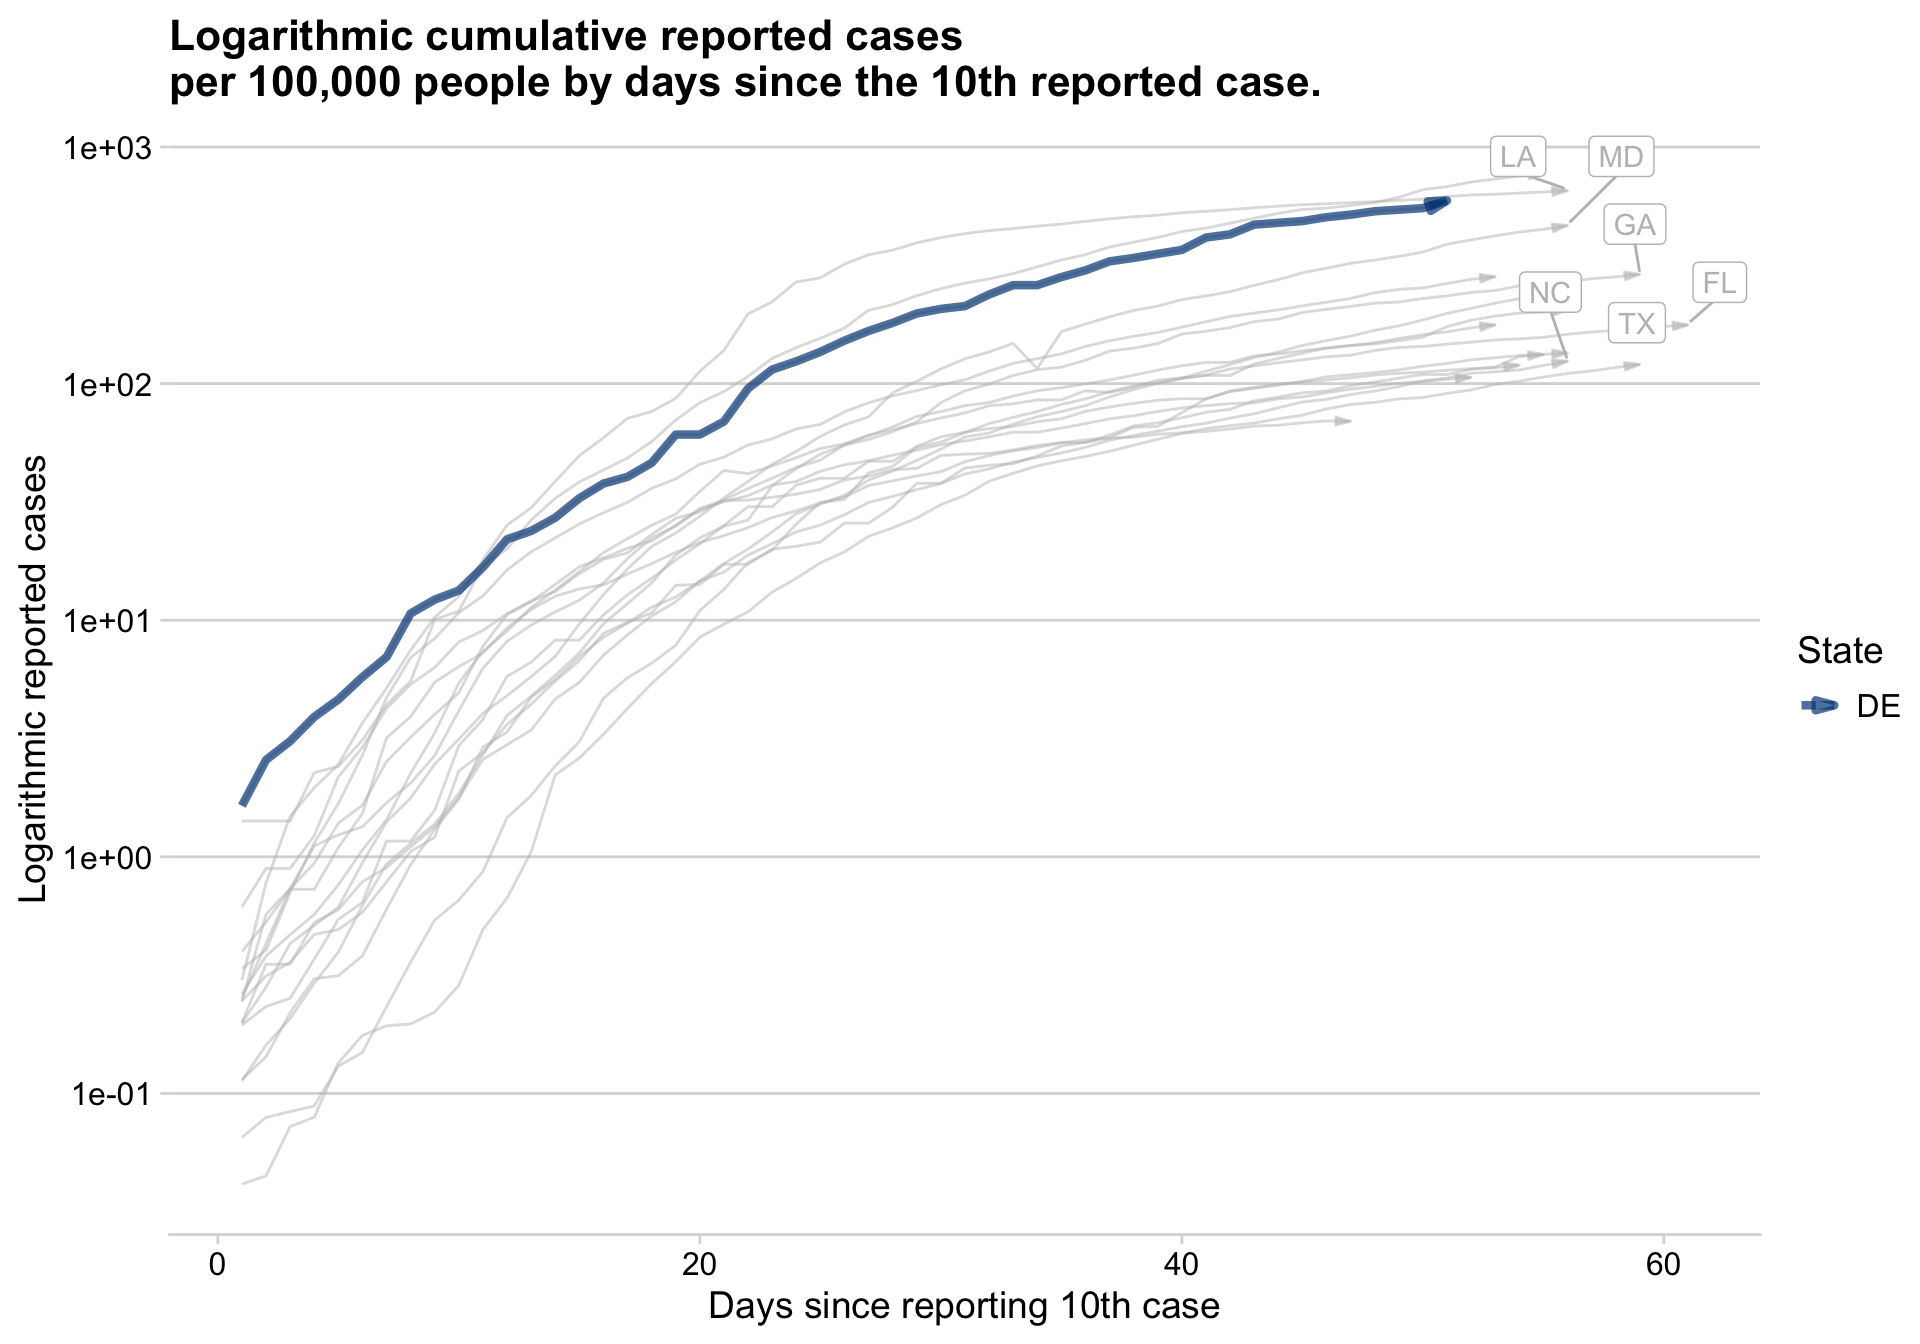 Logarithmic cumulative reported cases
per 100,000 people by days since the 10th reported case.
1e+03
1e+02
1e+01
1e+00
1e-01
Logarithmic reported cases
LA
MD
GA
FL
NC
TX
State
DE
0
20
40
60
Days since reporting 10th case